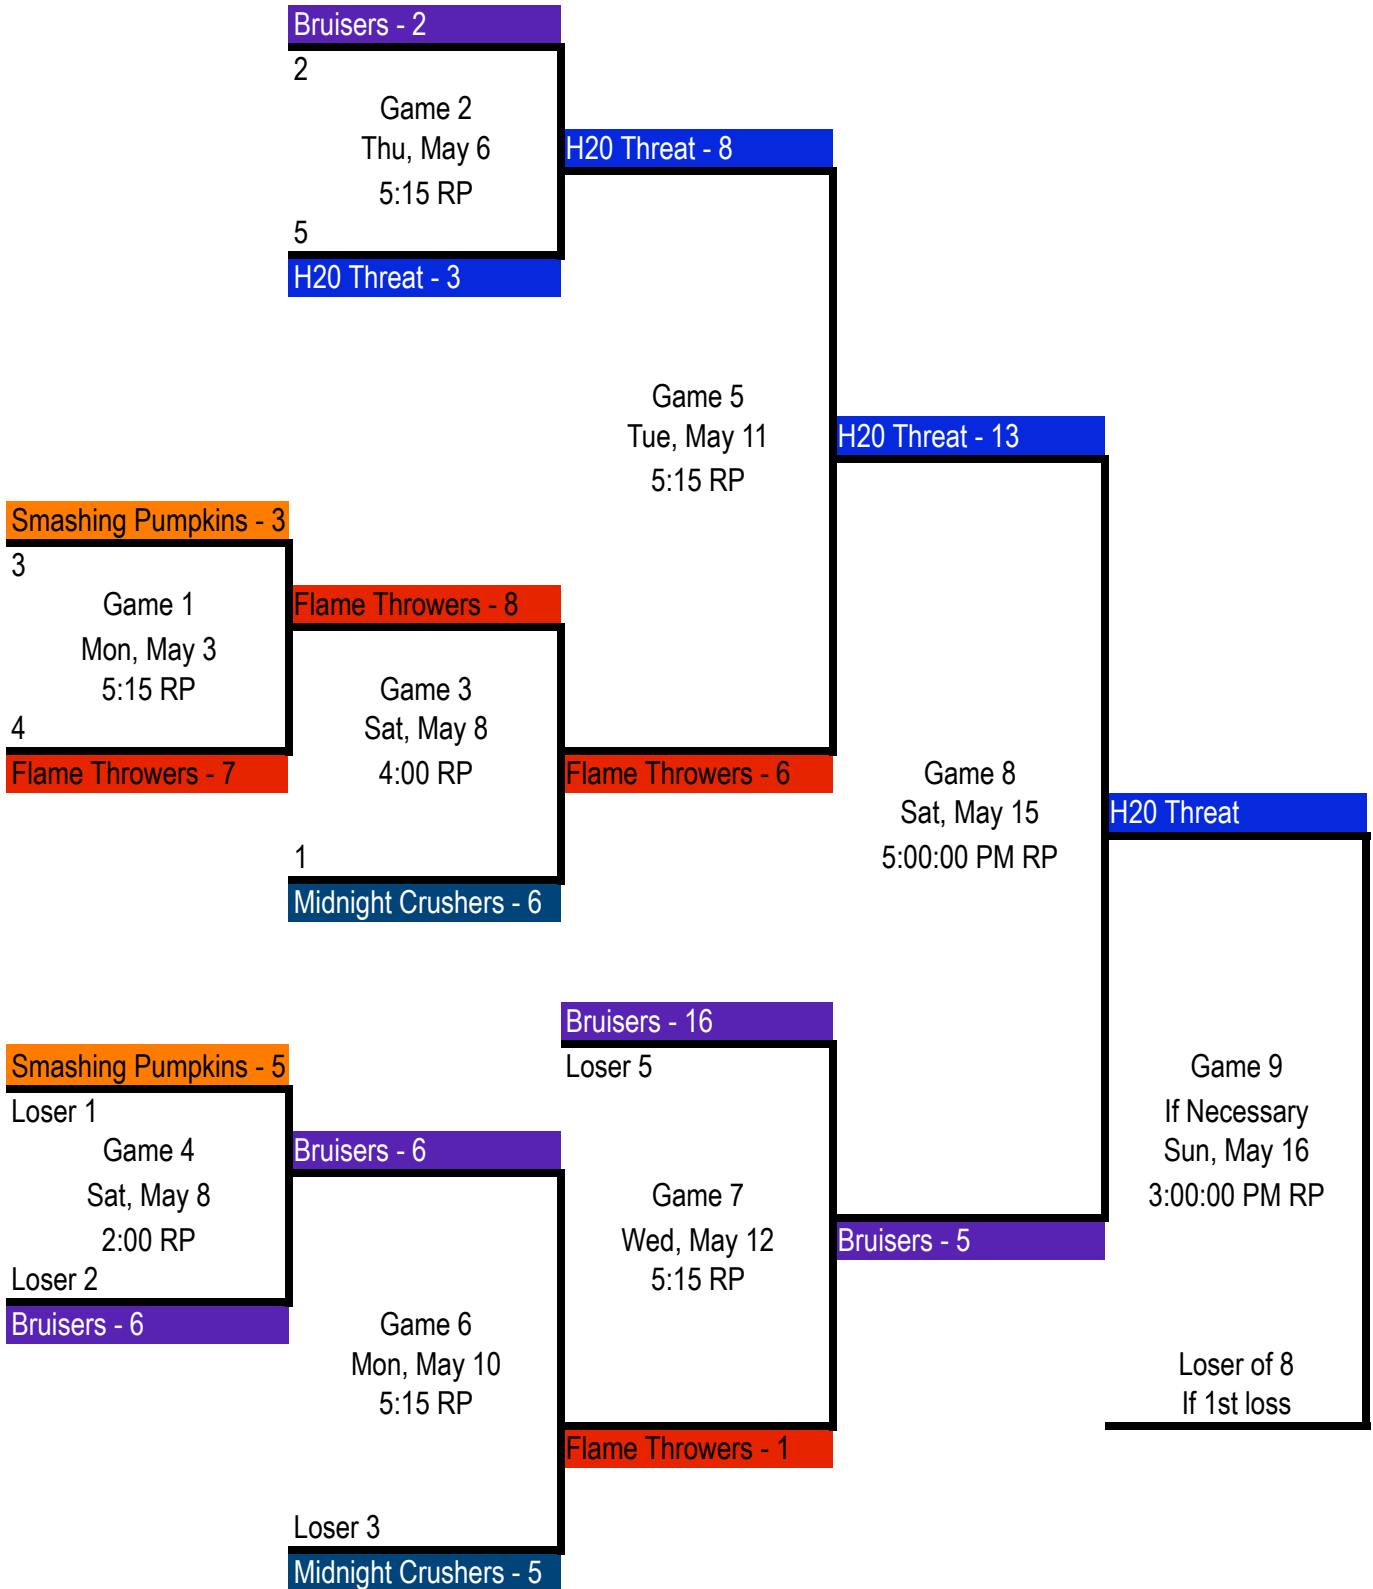 Bruisers - 2
2
Game 2
Thu, May 6
5:15 RP
5
H20 Threat - 3
H20 Threat - 8
Game 5
Tue, May 11
5:15 RP
H20 Threat - 13
Smashing Pumpkins - 3
3
Game 1
Mon, May 3
5:15 RP
4
Flame Throwers - 7
Flame Throwers - 8
Game 3
Sat, May 8
4:00 RP
1
Midnight Crushers - 6
Flame Throwers - 6
Game 8
Sat, May 15
5:00:00 PM RP
H20 Threat
Smashing Pumpkins - 5
Loser 1
Game 4
Sat, May 8
2:00 RP
Loser 2
Bruisers - 6
Bruisers - 6
Game 6
Mon, May 10
5:15 RP
Loser 3
Midnight Crushers - 5
Bruisers - 16
Loser 5
Game 7
Wed, May 12
5:15 RP
Flame Throwers - 1
Bruisers - 5
Game 9
If Necessary
Sun, May 16
3:00:00 PM RP
Loser of 8
If 1st loss